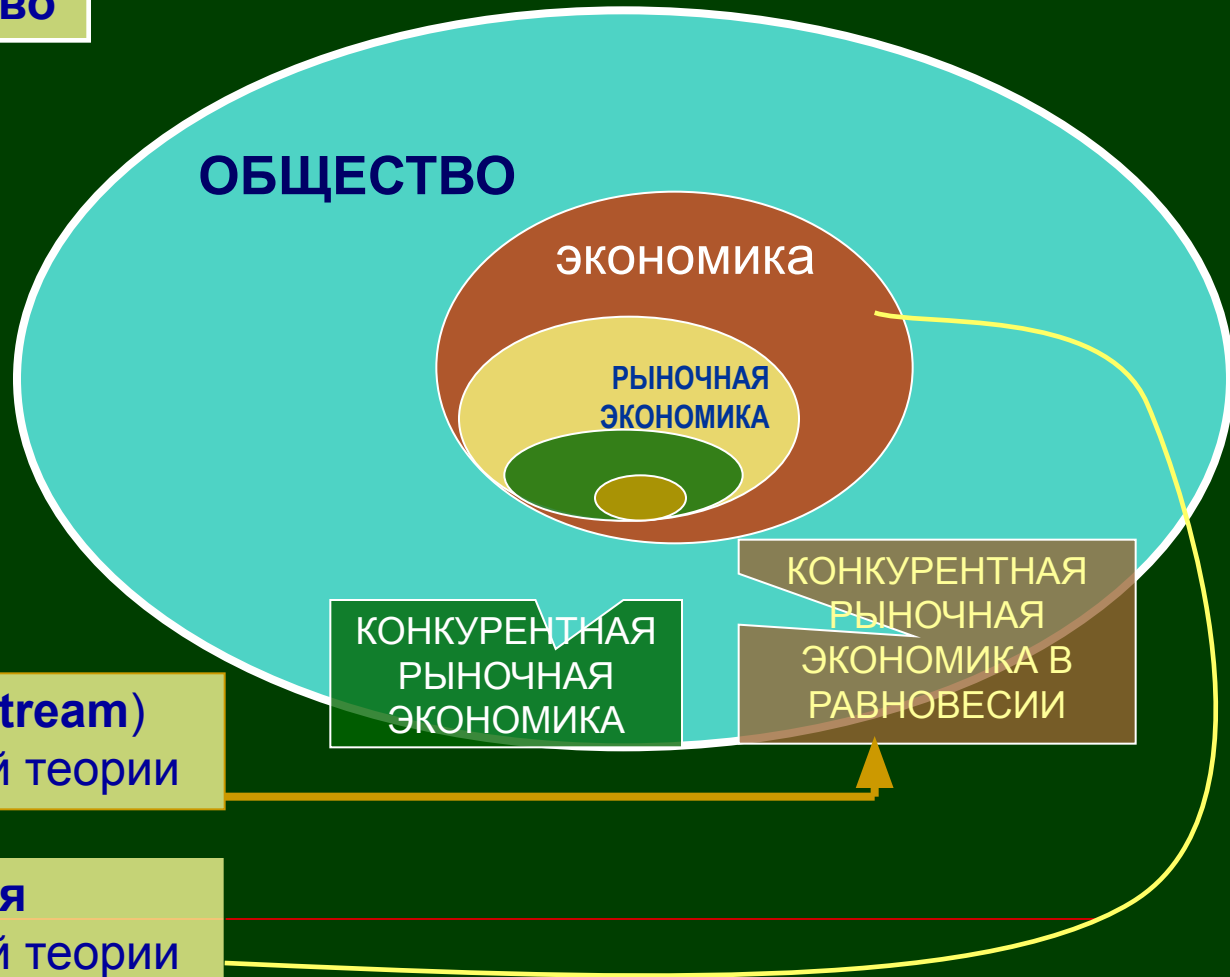 во
ОБЩЕСТВО
экономика
РЫНОЧНАЯ
ЭКОНОМИКА
КОНКУРЕНТНАЯ
РЫНОЧНАЯ
ЭКОНОМИКА В
РАВНОВЕСИИ
КОНКУРЕНТНАЯ
РЫНОЧНАЯ
ЭКОНОМИКА
tream)
й теории
я
й теории